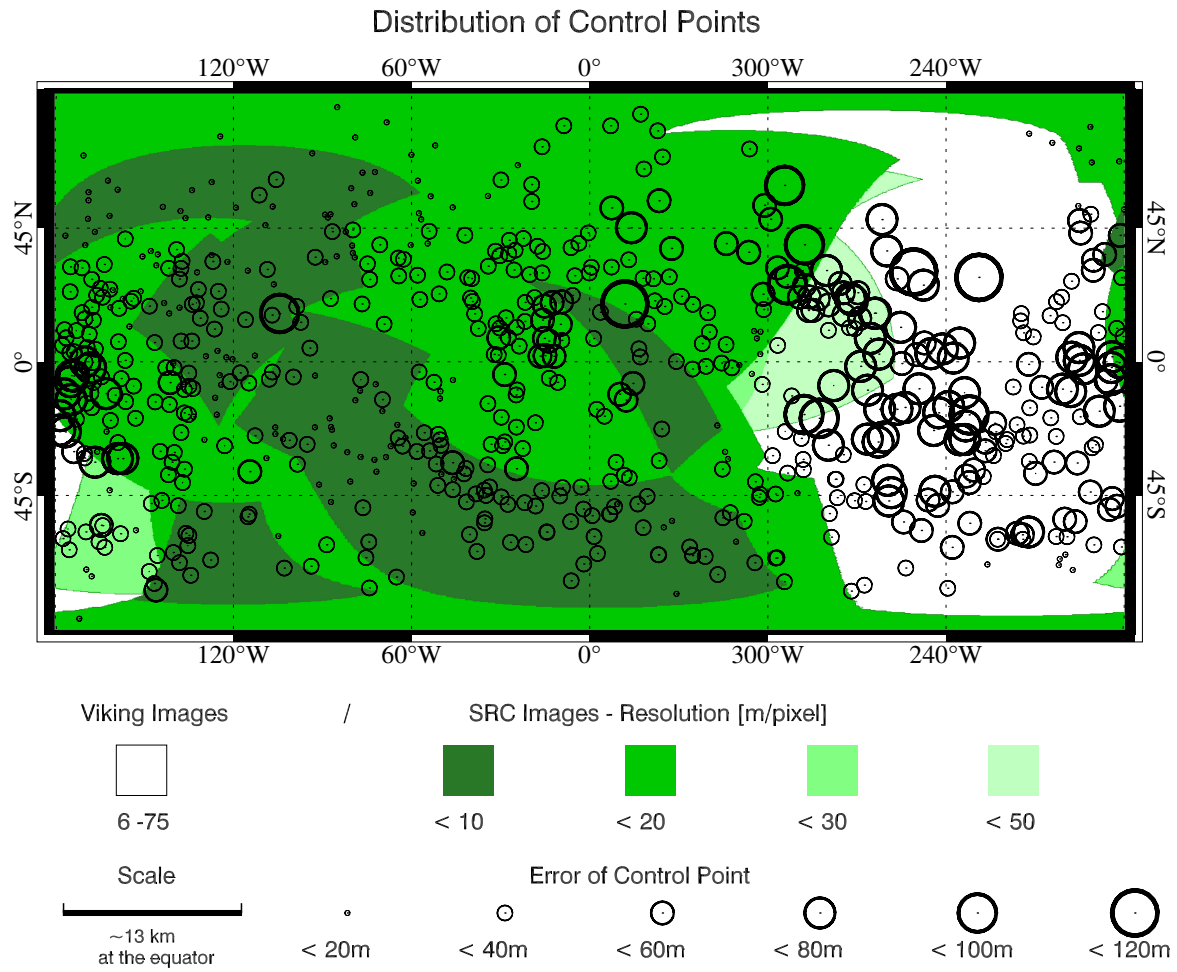 Distribution of Control Points
120°W 60°W 0° 300°W 240°W
45°N 45°N
0° 0°
45°S 45°S
120°W 60°W 0° 300°W 240°W
Viking Images / SRC Images - Resolution [m/pixel]
6 -75 < 10 < 20 < 30 < 50
Scale Error of Control Point
~13 km
at the equator
< 20m < 40m < 60m < 80m < 100m < 120m